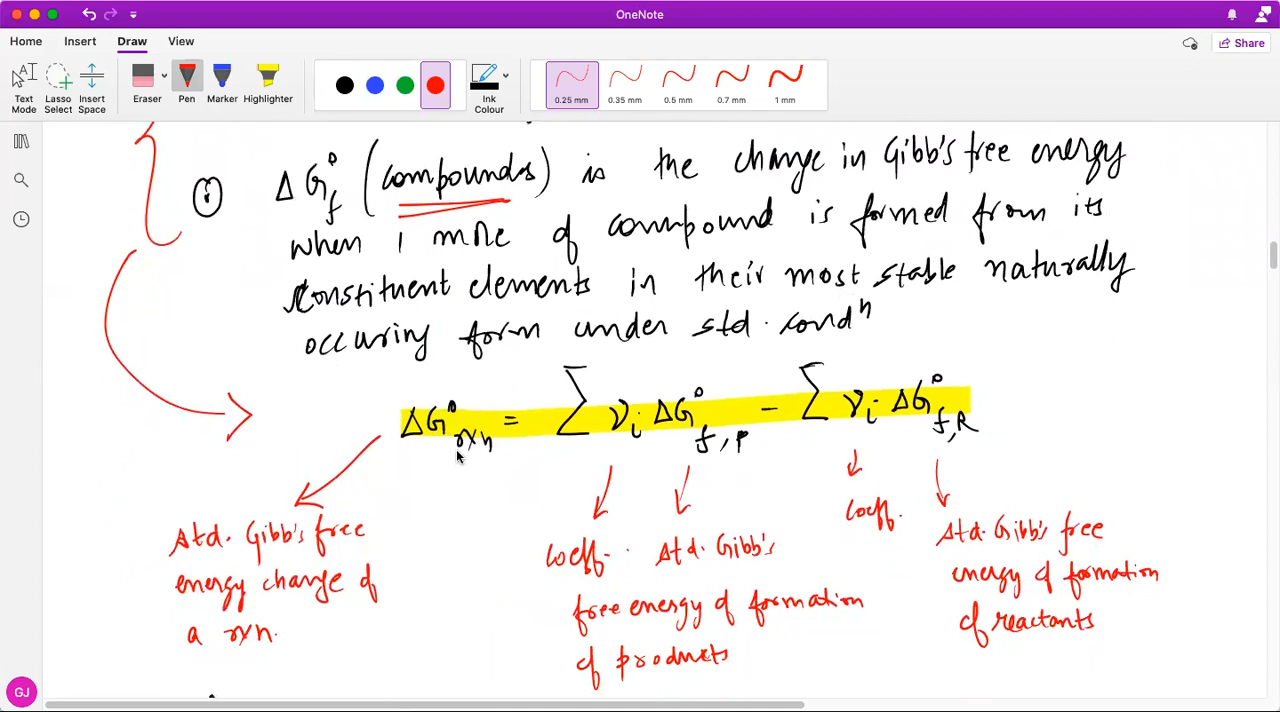 OneNote
Home Insert Draw View
Share
Text Mode
Lasso Select
Insert Space
Eraser
Pen
Marker
Highlighter
Ink Colour
0.25 mm
0.35 mm
0.5 mm
0.7 mm
1 mm
(i) ΔG°f (compounds) is the change in Gibb's free energy
when 1 mole of compound is formed from its
constituent elements in their most stable naturally
occuring form under std. condⁿ
ΔG°rxn = Σ νi ΔG°f,P − Σ νi ΔG°f,R
Std. Gibb's free
energy change of
a rxn.
coeff.
Std. Gibb's
free energy of formation
of products
coeff.
Std. Gibb's free
energy of formation
of reactants
GJ